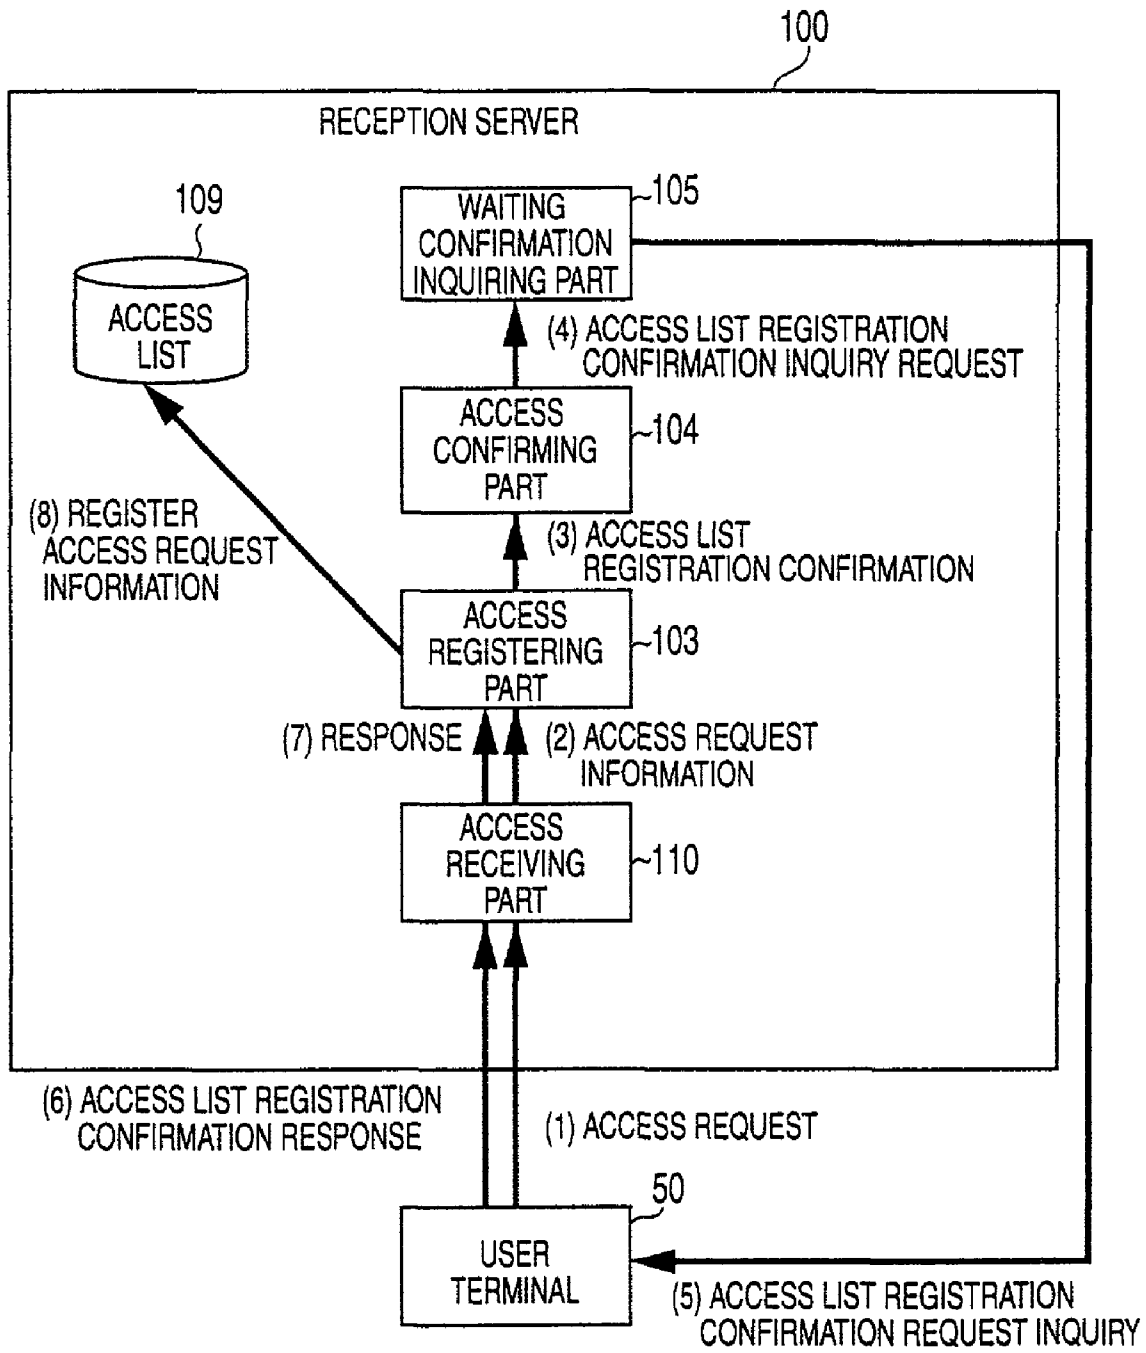 100
RECEPTION SERVER
109
105
WAITING
CONFIRMATION
INQUIRING PART
ACCESS
LIST
(4) ACCESS LIST REGISTRATION
CONFIRMATION INQUIRY REQUEST
ACCESS
CONFIRMING
PART
104
(8) REGISTER
ACCESS REQUEST
INFORMATION
(3) ACCESS LIST
REGISTRATION CONFIRMATION
ACCESS
REGISTERING
PART
103
(7) RESPONSE
(2) ACCESS REQUEST
INFORMATION
ACCESS
RECEIVING
PART
110
(6) ACCESS LIST REGISTRATION
CONFIRMATION RESPONSE
(1) ACCESS REQUEST
50
USER
TERMINAL
(5) ACCESS LIST REGISTRATION
CONFIRMATION REQUEST INQUIRY